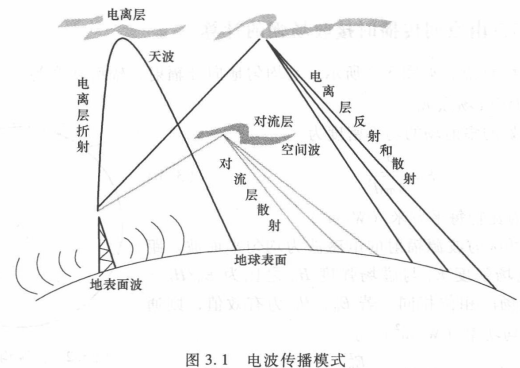 电离层
天波
电离层折射
电离层反射和散射
对流层
空间波
对流层散射
地表面波
地球表面
图 3.1 电波传播模式